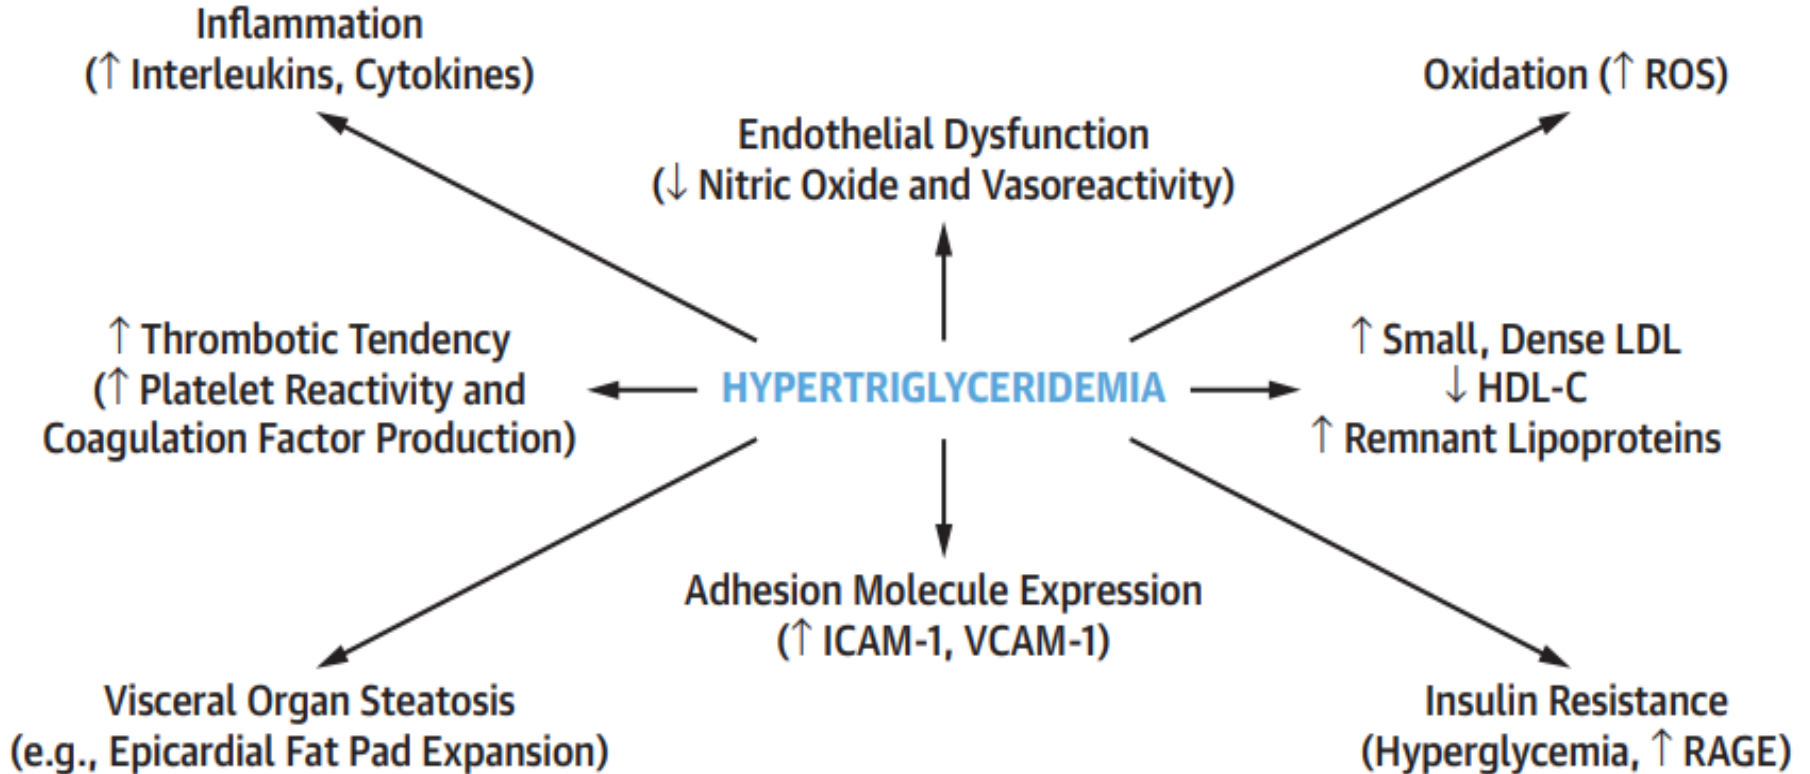 Inflammation
(↑ Interleukins, Cytokines)
Oxidation (↑ ROS)
Endothelial Dysfunction
(↓ Nitric Oxide and Vasoreactivity)
↑ Thrombotic Tendency
(↑ Platelet Reactivity and
Coagulation Factor Production)
HYPERTRIGLYCERIDEMIA
↑ Small, Dense LDL
↓ HDL-C
↑ Remnant Lipoproteins
Adhesion Molecule Expression
(↑ ICAM-1, VCAM-1)
Visceral Organ Steatosis
(e.g., Epicardial Fat Pad Expansion)
Insulin Resistance
(Hyperglycemia, ↑ RAGE)